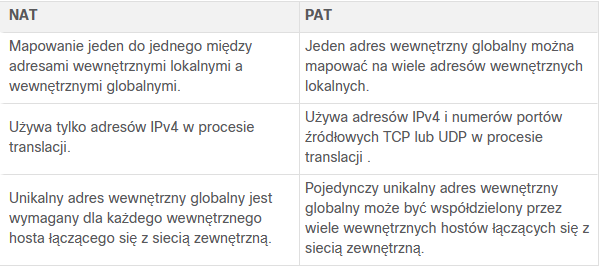 NAT
PAT
Mapowanie jeden do jednego między
adresami wewnętrznymi lokalnymi a
wewnętrznymi globalnymi.
Jeden adres wewnętrzny globalny można
mapować na wiele adresów wewnętrznych
lokalnych.
Używa tylko adresów IPv4 w procesie
translacji.
Używa adresów IPv4 i numerów portów
źródłowych TCP lub UDP w procesie
translacji .
Unikalny adres wewnętrzny globalny jest
wymagany dla każdego wewnętrznego
hosta łączącego się z siecią zewnętrzną.
Pojedynczy unikalny adres wewnętrzny
globalny może być współdzielony przez
wiele wewnętrznych hostów łączących się z
siecią zewnętrzną.